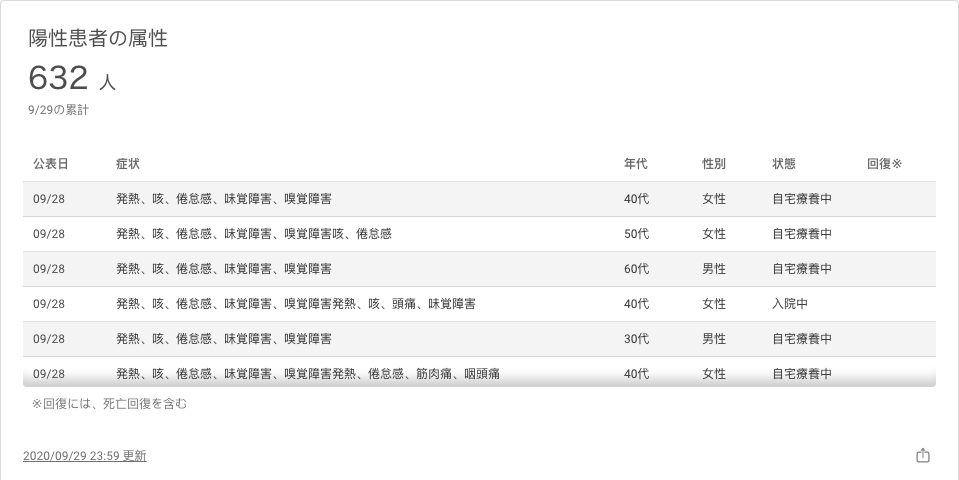 陽性患者の属性
632 人
9/29の累計
公表日 症状 年代 性別 状態 回復※
09/28 発熱、咳、倦怠感、味覚障害、嗅覚障害 40代 女性 自宅療養中
09/28 発熱、咳、倦怠感、味覚障害、嗅覚障害咳、倦怠感 50代 女性 自宅療養中
09/28 発熱、咳、倦怠感、味覚障害、嗅覚障害 60代 男性 自宅療養中
09/28 発熱、咳、倦怠感、味覚障害、嗅覚障害発熱、咳、頭痛、味覚障害 40代 女性 入院中
09/28 発熱、咳、倦怠感、味覚障害、嗅覚障害 30代 男性 自宅療養中
09/28 発熱、咳、倦怠感、味覚障害、嗅覚障害発熱、倦怠感、筋肉痛、咽頭痛 40代 女性 自宅療養中
※回復には、死亡回復を含む
2020/09/29 23:59 更新